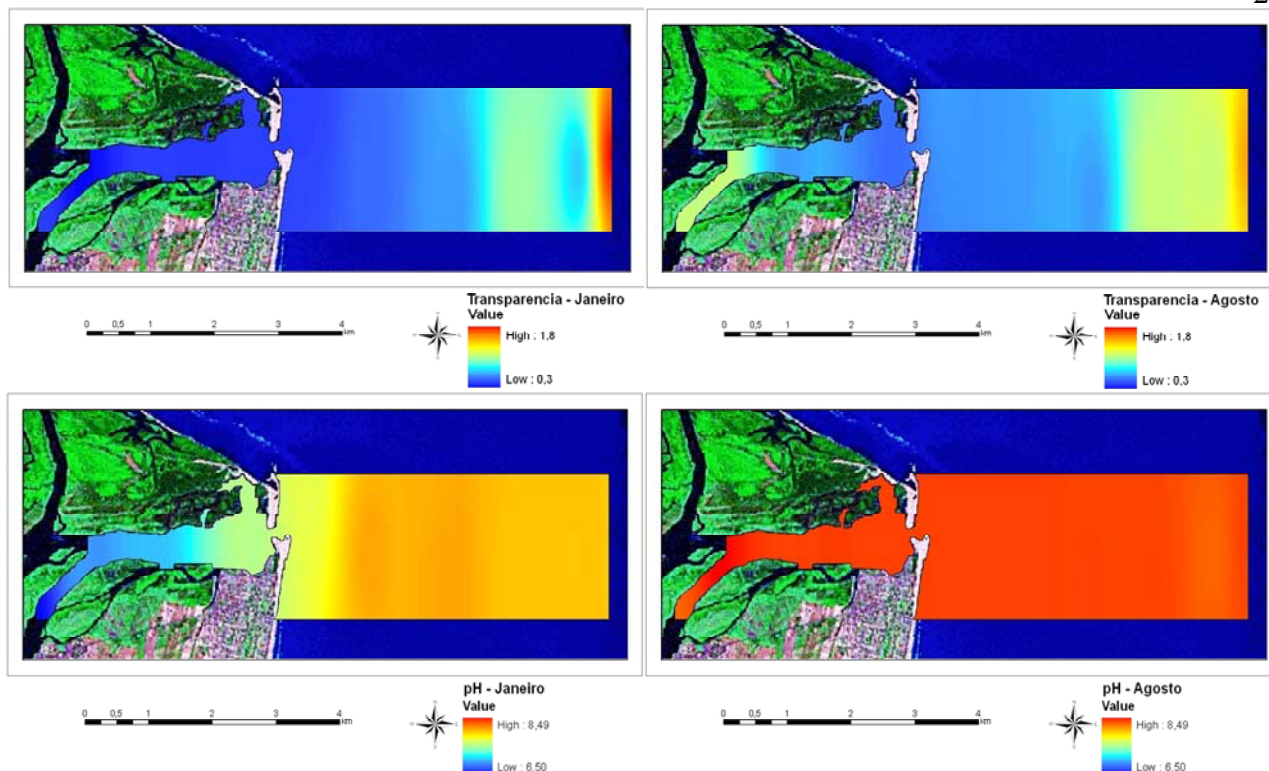 2
Transparencia - Janeiro
Value
High : 1,8
Low : 0,3
0 0,5 1 2 3 4
km
Transparencia - Agosto
Value
High : 1,8
Low : 0,3
0 0,5 1 2 3 4
km
pH - Janeiro
Value
High : 8,49
Low : 6,50
0 0,5 1 2 3 4
km
pH - Agosto
Value
High : 8,49
Low : 6,50
0 0,5 1 2 3 4
km